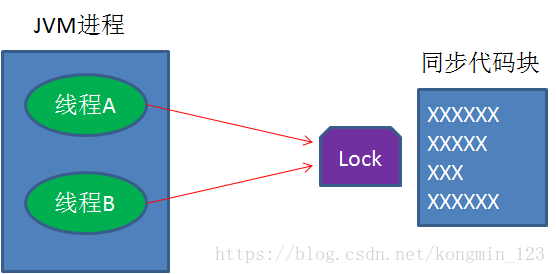 JVM进程
线程A
线程B
Lock
同步代码块
XXXXXX
XXXXX
XXX
XXXXXX
https://blog.csdn.net/kongmin_123